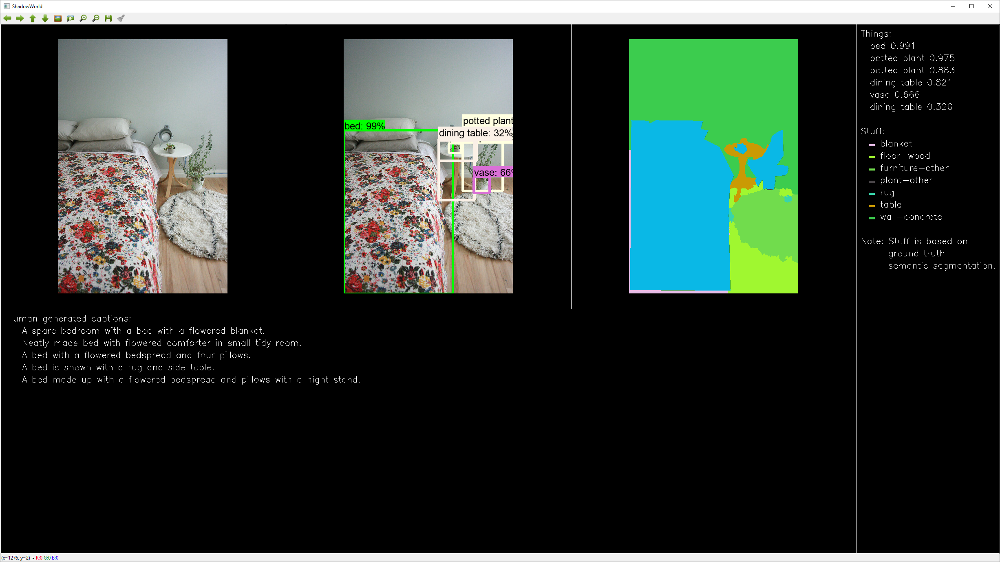 ShadowWorld
bed: 99%
potted plant
dining table: 32%
vase: 66%
Things:
bed 0.991
potted plant 0.975
potted plant 0.883
dining table 0.821
vase 0.666
dining table 0.326
Stuff:
blanket
floor-wood
furniture-other
plant-other
rug
table
wall-concrete
Note: Stuff is based on
ground truth
semantic segmentation.
Human generated captions:
A spare bedroom with a bed with a flowered blanket.
Neatly made bed with flowered comforter in small tidy room.
A bed with a flowered bedspread and four pillows.
A bed is shown with a rug and side table.
A bed made up with a flowered bedspread and pillows with a night stand.
(x=1276, y=2) ~ R:0 G:0 B:0